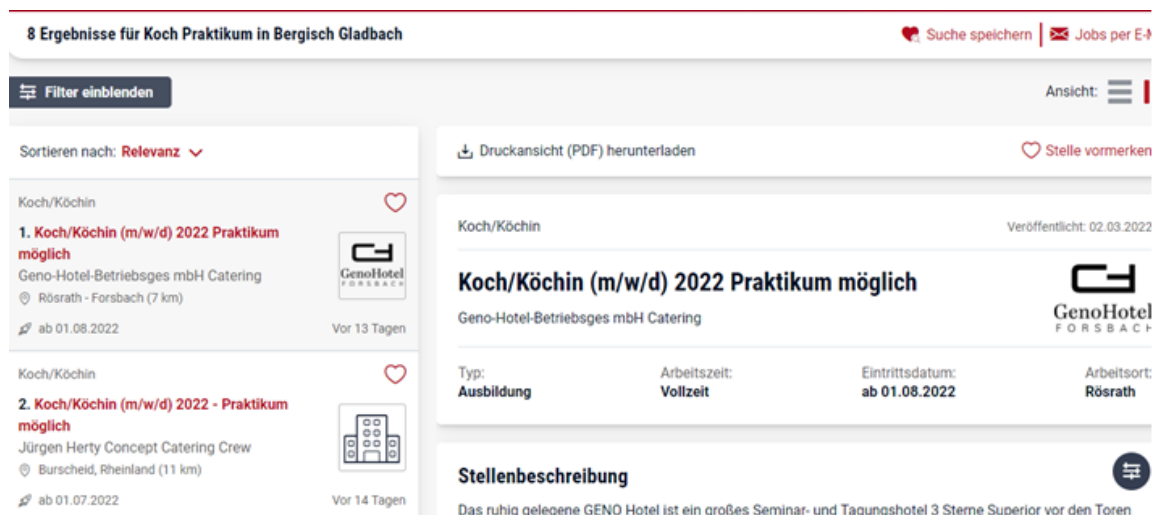 8 Ergebnisse für Koch Praktikum in Bergisch Gladbach
Suche speichern
Jobs per E-
Filter einblenden
Ansicht:
Sortieren nach: Relevanz
Koch/Köchin
1. Koch/Köchin (m/w/d) 2022 Praktikum
möglich
Geno-Hotel-Betriebsges mbH Catering
Rösrath - Forsbach (7 km)
ab 01.08.2022
Vor 13 Tagen
GenoHotel
FORSBACH
Koch/Köchin
2. Koch/Köchin (m/w/d) 2022 - Praktikum
möglich
Jürgen Herty Concept Catering Crew
Burscheid, Rheinland (11 km)
ab 01.07.2022
Vor 14 Tagen
Druckansicht (PDF) herunterladen
Stelle vormerken
Koch/Köchin
Veröffentlicht: 02.03.2022
Koch/Köchin (m/w/d) 2022 Praktikum möglich
Geno-Hotel-Betriebsges mbH Catering
GenoHotel
FORSBACH
Typ:
Ausbildung
Arbeitszeit:
Vollzeit
Eintrittsdatum:
ab 01.08.2022
Arbeitsort:
Rösrath
Stellenbeschreibung
Das ruhig gelegene GENO Hotel ist ein großes Seminar- und Tagungshotel 3 Sterne Superior vor den Toren